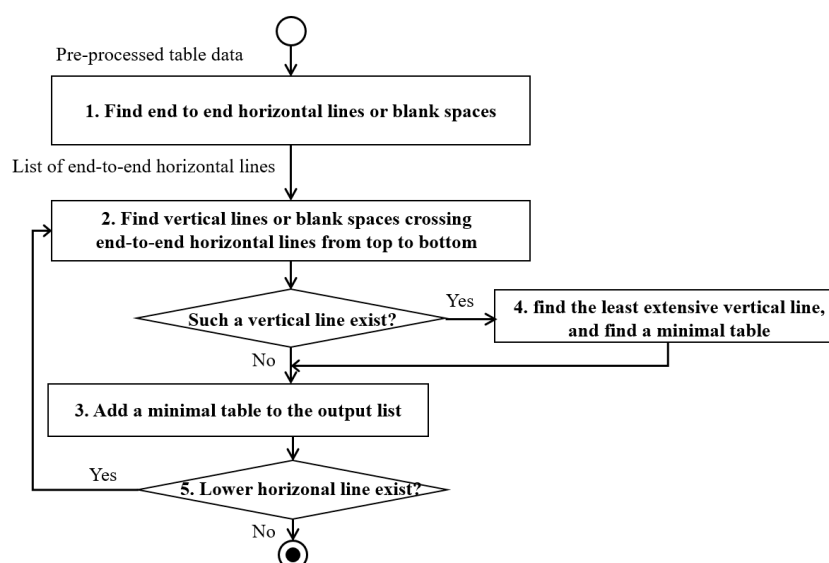 Pre-processed table data
1. Find end to end horizontal lines or blank spaces
List of end-to-end horizontal lines
2. Find vertical lines or blank spaces crossing
end-to-end horizontal lines from top to bottom
Such a vertical line exist?
Yes
4. find the least extensive vertical line,
and find a minimal table
No
3. Add a minimal table to the output list
Yes
5. Lower horizonal line exist?
No